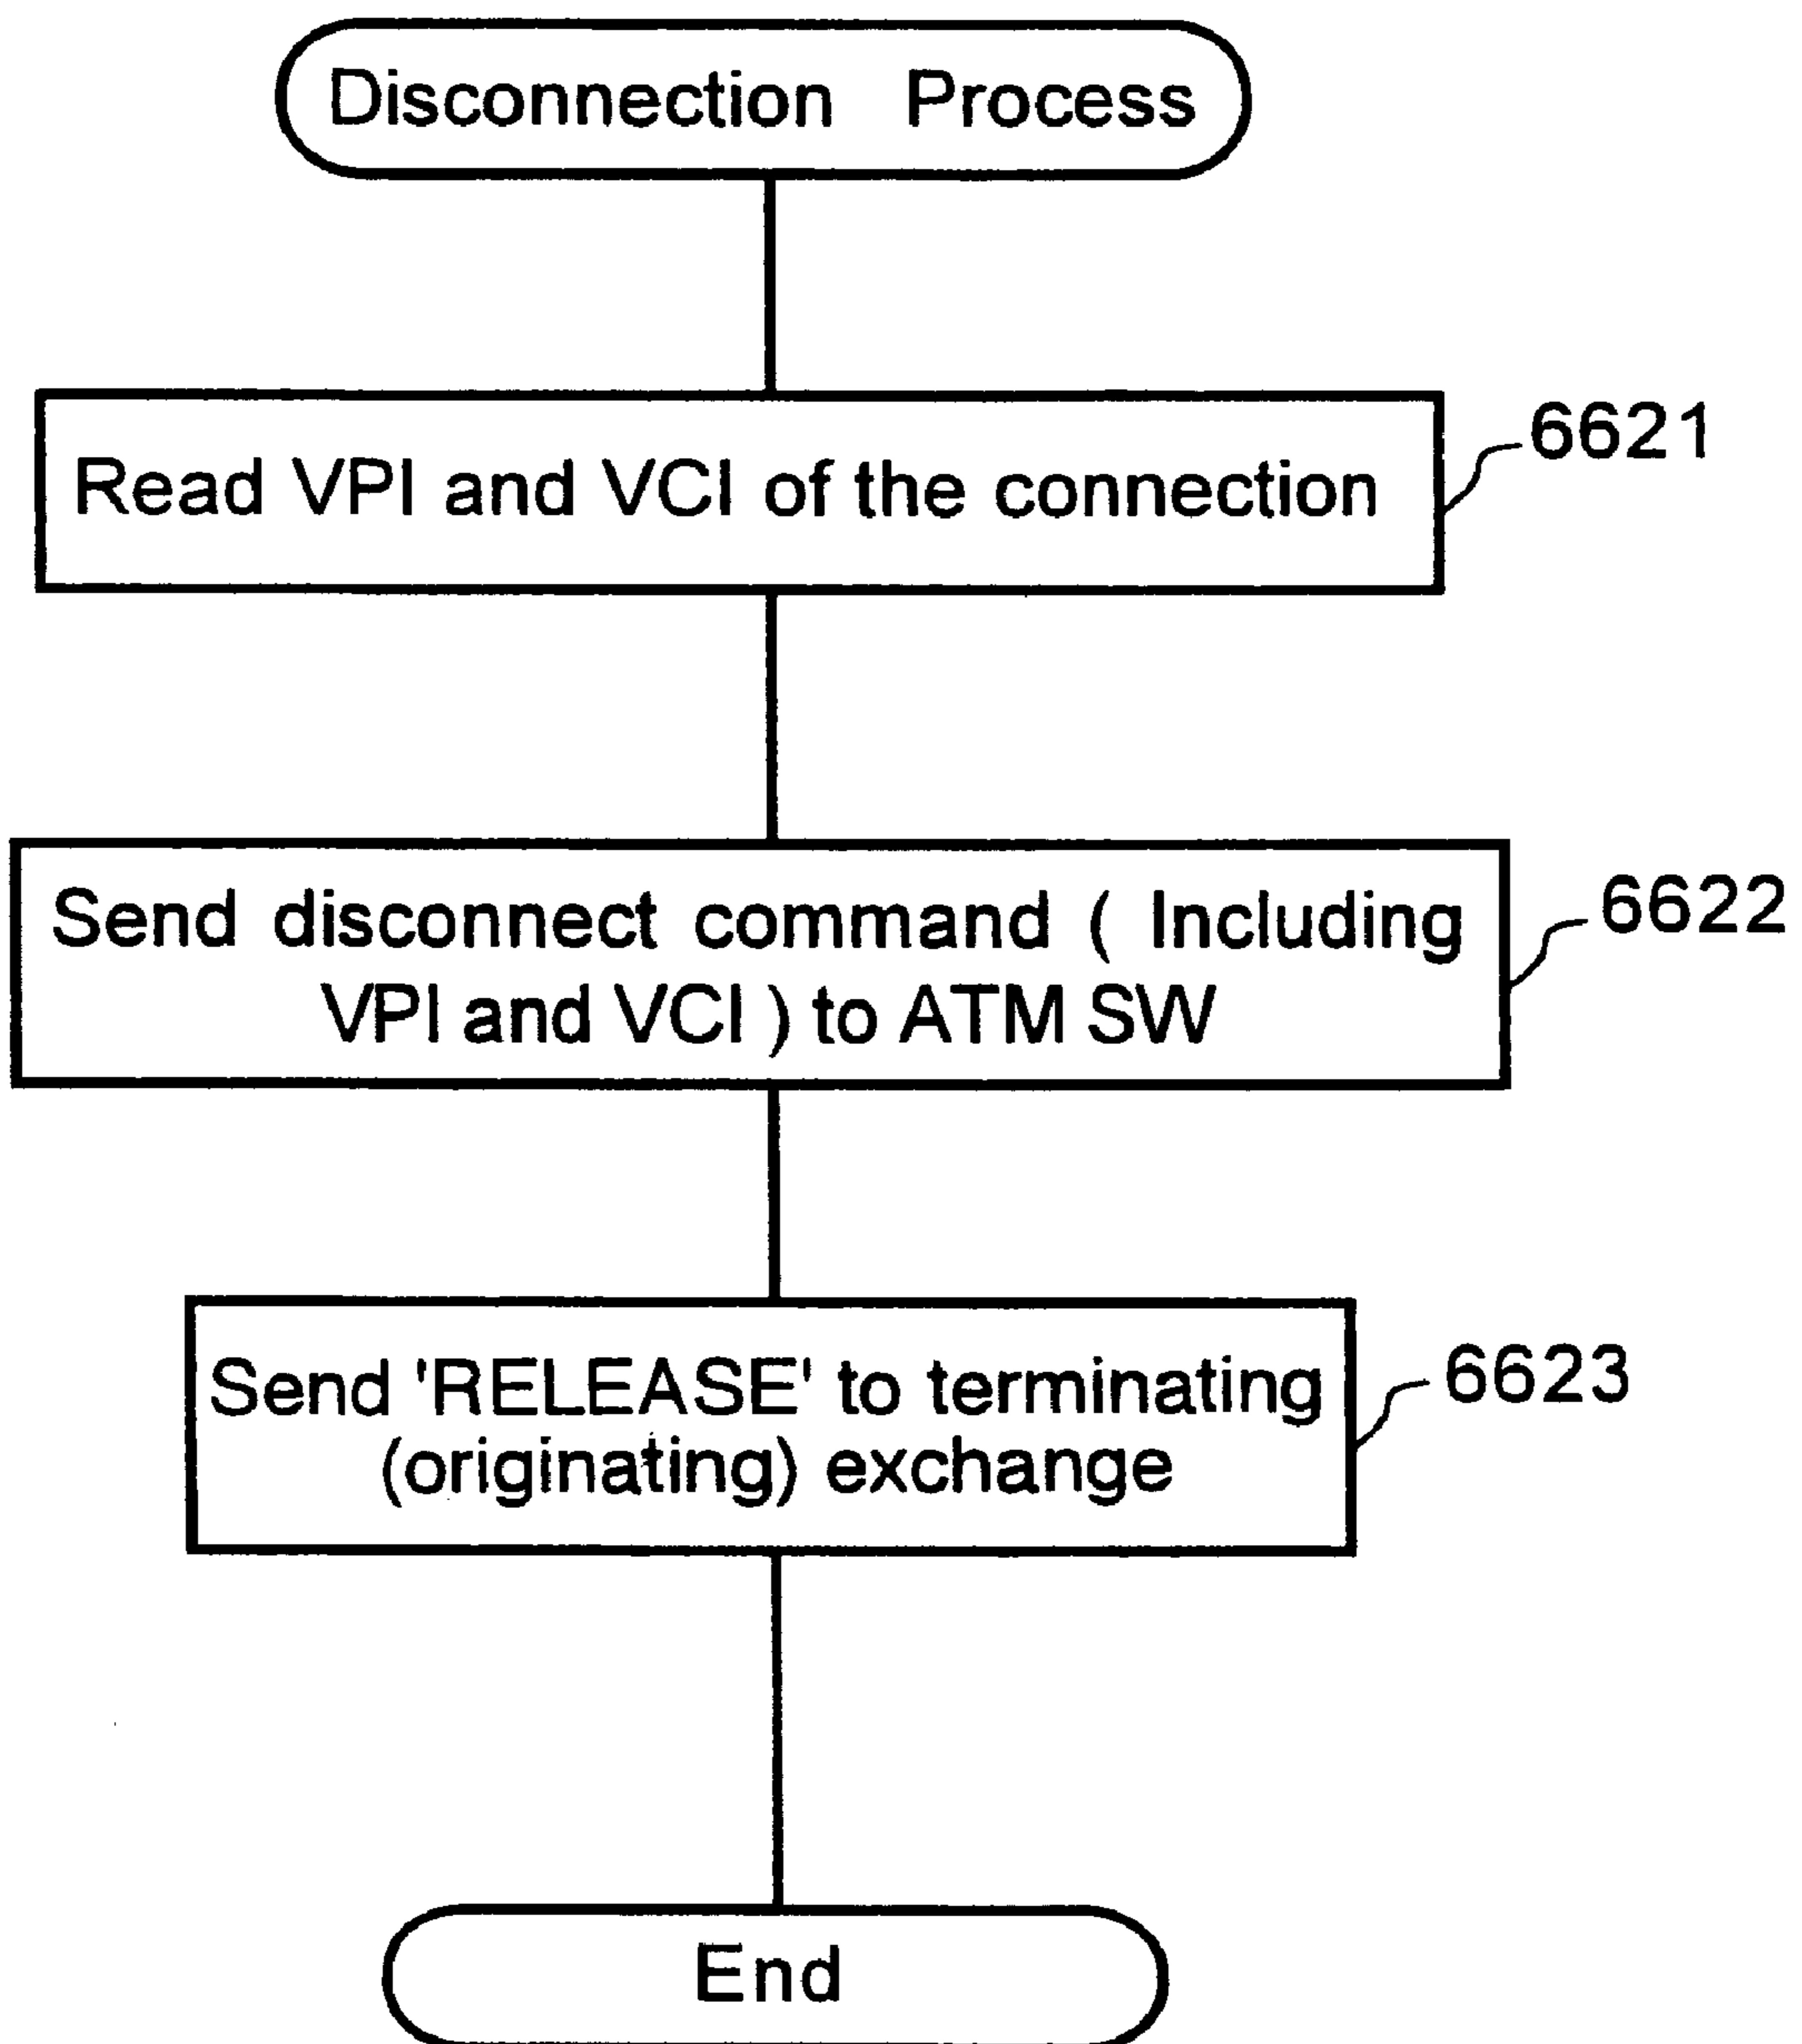 Disconnection Process
Read VPI and VCI of the connection
6621
Send disconnect command ( Including
VPI and VCI ) to ATM SW
6622
Send 'RELEASE' to terminating
(originating) exchange
6623
End